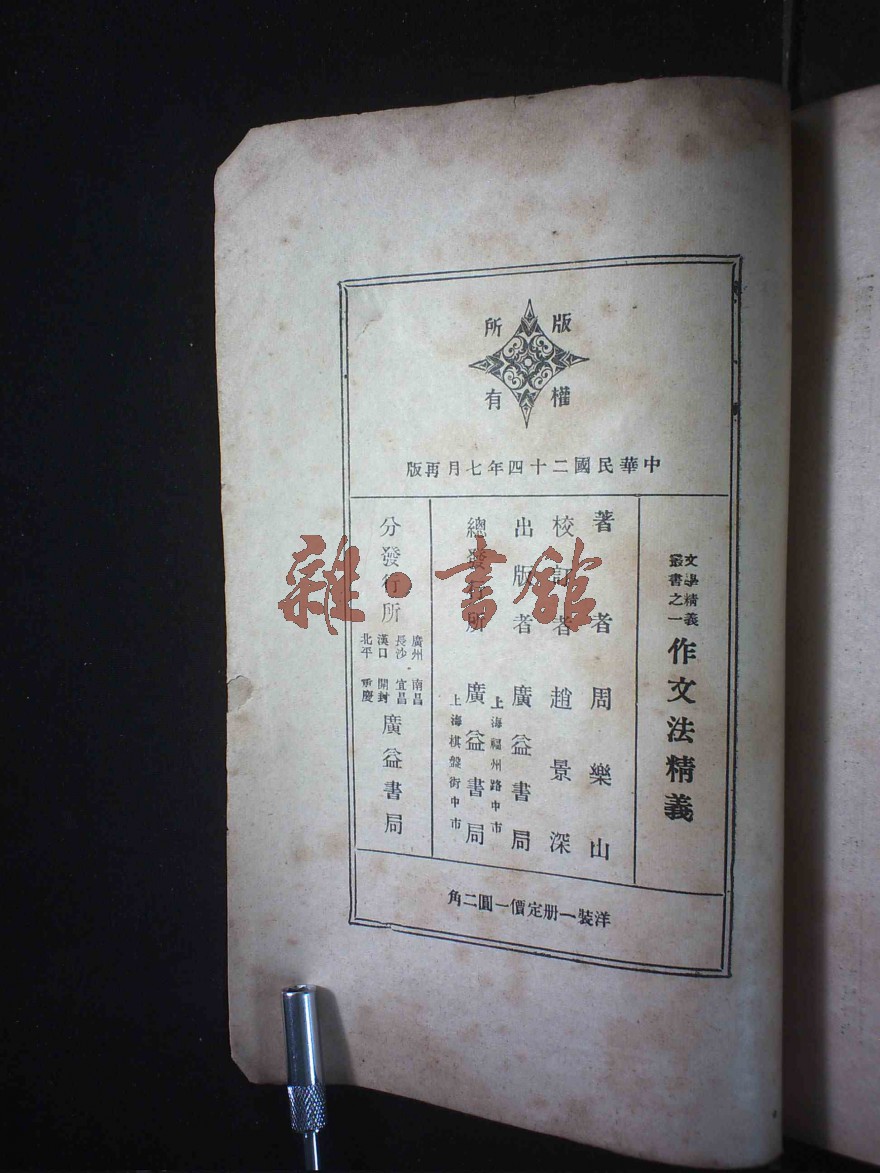 版權所有
中華民國二十四年七月再版
文學精義叢書之一
作文法精義
著者 周樂山
校訂者 趙景深
出版者 廣益書局
上海福州路中市
總發行所 廣益書局
上海棋盤街中市
分發行所 廣州 南昌 長沙 宜昌 漢口 開封 北平 重慶 廣益書局
洋裝一册定價一圓二角
雜·書館